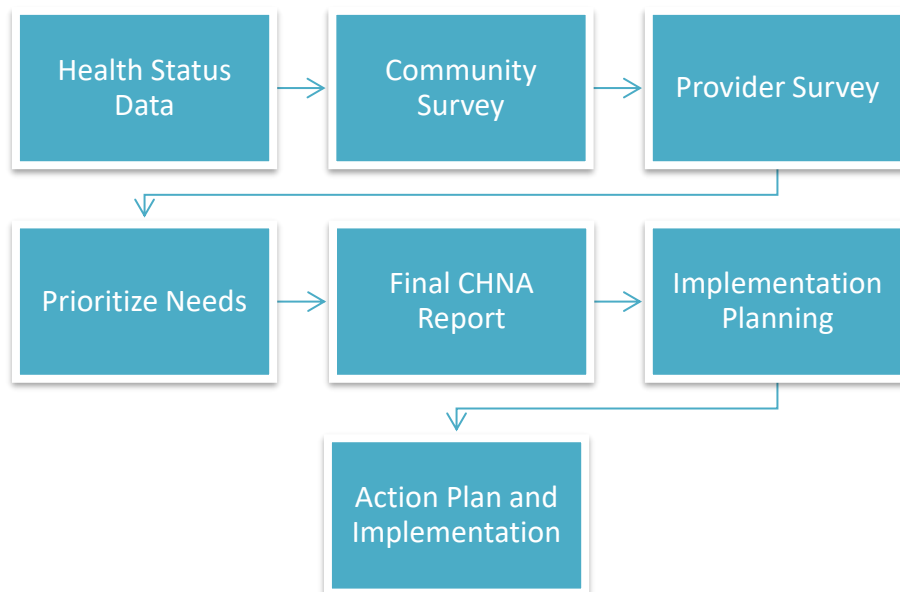 Health Status
Data
Community
Survey
Provider Survey
Prioritize Needs
Final CHNA
Report
Implementation
Planning
Action Plan and
Implementation